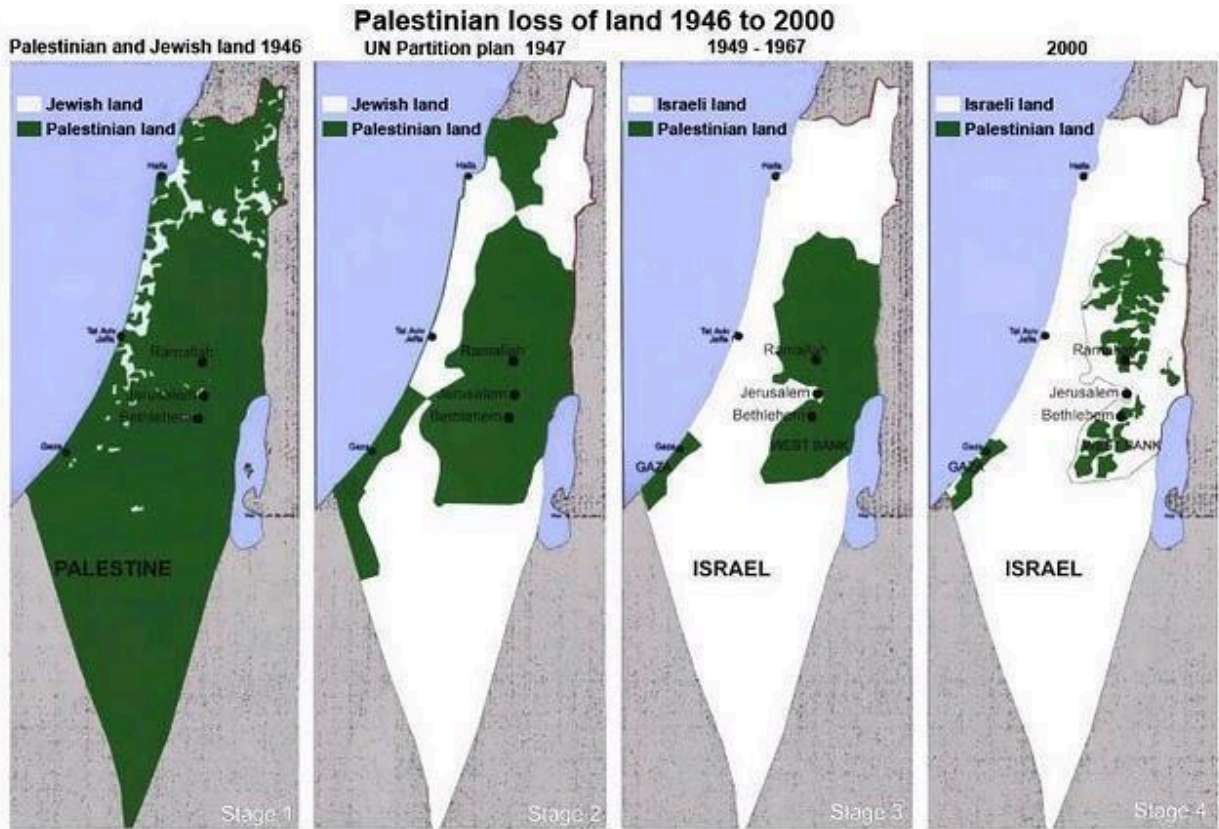 Palestinian loss of land 1946 to 2000
Palestinian and Jewish land 1946
UN Partition plan 1947
1949 - 1967
2000
Jewish land
Palestinian land
Haifa
Tel Aviv
Jaffa
Ramallah
Jerusalem
Bethlehem
Gaza
PALESTINE
Stage 1
Jewish land
Palestinian land
Haifa
Tel Aviv
Jaffa
Ramallah
Jerusalem
Bethlehem
Gaza
Stage 2
Israeli land
Palestinian land
Haifa
Tel Aviv
Jaffa
Ramallah
Jerusalem
Bethlehem
Gaza
WEST BANK
GAZA
ISRAEL
Stage 3
Israeli land
Palestinian land
Haifa
Tel Aviv
Jaffa
Ramallah
Jerusalem
Bethlehem
Gaza
WEST BANK
GAZA
ISRAEL
Stage 4